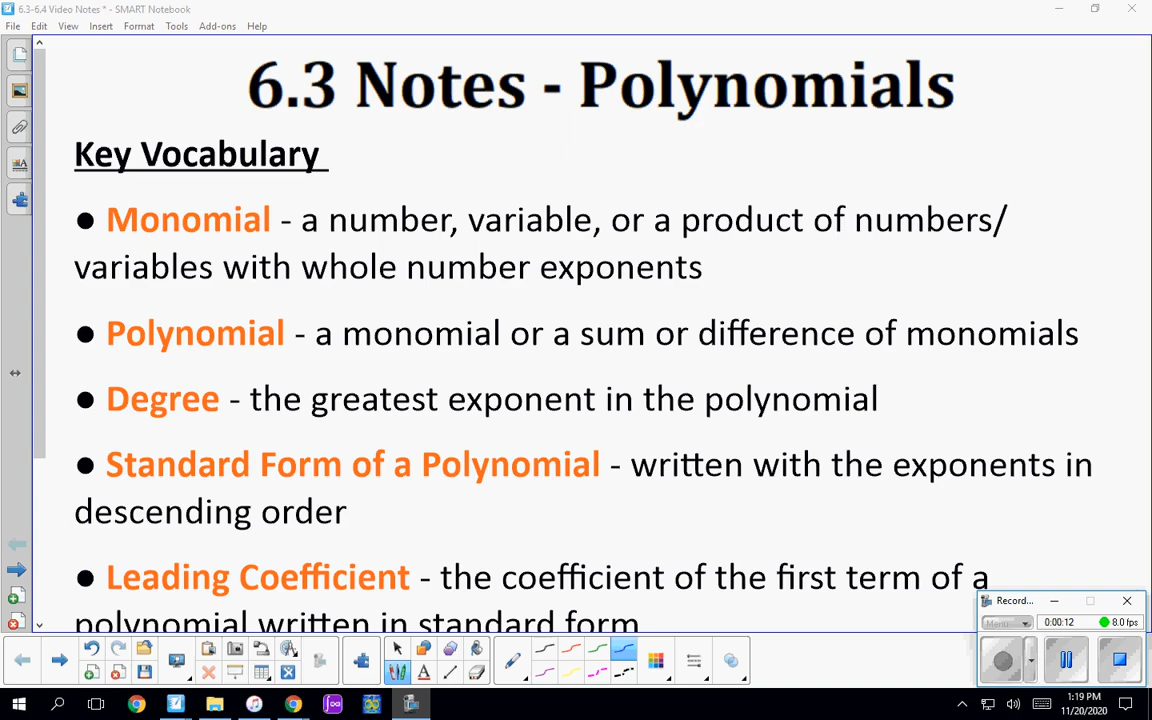 6.3-6.4 Video Notes * - SMART Notebook
File Edit View Insert Format Tools Add-ons Help
6.3 Notes - Polynomials
Key Vocabulary
● Monomial - a number, variable, or a product of numbers/
variables with whole number exponents
● Polynomial - a monomial or a sum or difference of monomials
● Degree - the greatest exponent in the polynomial
● Standard Form of a Polynomial - written with the exponents in
descending order
● Leading Coefficient - the coefficient of the first term of a
polynomial written in standard form
Record...
Menu 0:00:12 8.0 fps
1:19 PM
11/20/2020